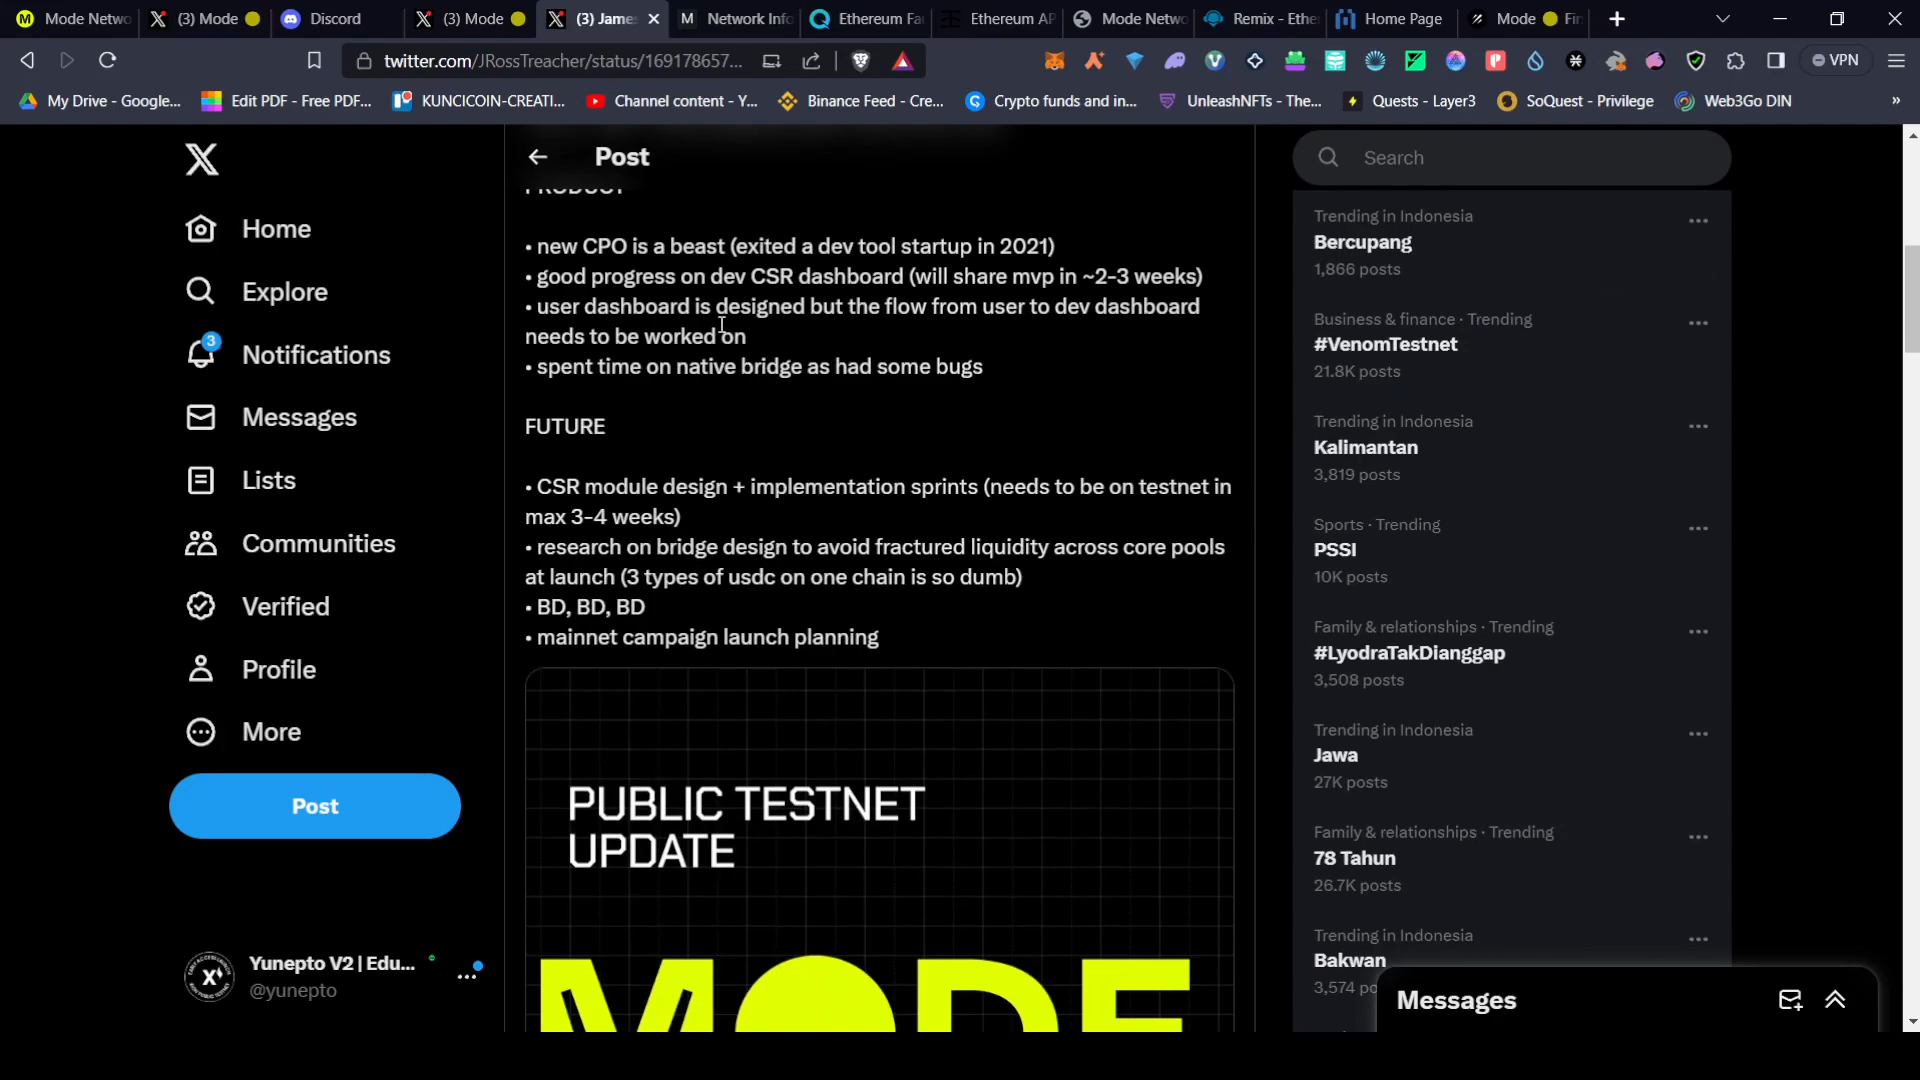 Mode Netwo
(3) Mode
Discord
(3) Mode
(3) James
Network Info
Ethereum Fau
Ethereum AP
Mode Netwo
Remix - Ethe
Home Page
Mode
Fi
twitter.com/JRossTreacher/status/169178657...
VPN
My Drive - Google...
Edit PDF - Free PDF...
KUNCICOIN-CREATI...
Channel content - Y...
Binance Feed - Cre...
Crypto funds and in...
UnleashNFTs - The...
Quests - Layer3
SoQuest - Privilege
Web3Go DIN
»
Home
Explore
3
Notifications
Messages
Lists
Communities
Verified
Profile
More
Post
Yunepto V2 | Edu...
@yunepto
Post
PRODUCT
• new CPO is a beast (exited a dev tool startup in 2021)
• good progress on dev CSR dashboard (will share mvp in ~2-3 weeks)
• user dashboard is designed but the flow from user to dev dashboard
needs to be worked on
• spent time on native bridge as had some bugs
FUTURE
• CSR module design + implementation sprints (needs to be on testnet in
max 3-4 weeks)
• research on bridge design to avoid fractured liquidity across core pools
at launch (3 types of usdc on one chain is so dumb)
• BD, BD, BD
• mainnet campaign launch planning
PUBLIC TESTNET
UPDATE
MODE
Search
Trending in Indonesia
Bercupang
1,866 posts
Business & finance · Trending
#VenomTestnet
21.8K posts
Trending in Indonesia
Kalimantan
3,819 posts
Sports · Trending
PSSI
10K posts
Family & relationships · Trending
#LyodraTakDianggap
3,508 posts
Trending in Indonesia
Jawa
27K posts
Family & relationships · Trending
78 Tahun
26.7K posts
Trending in Indonesia
Bakwan
3,574 po
Messages